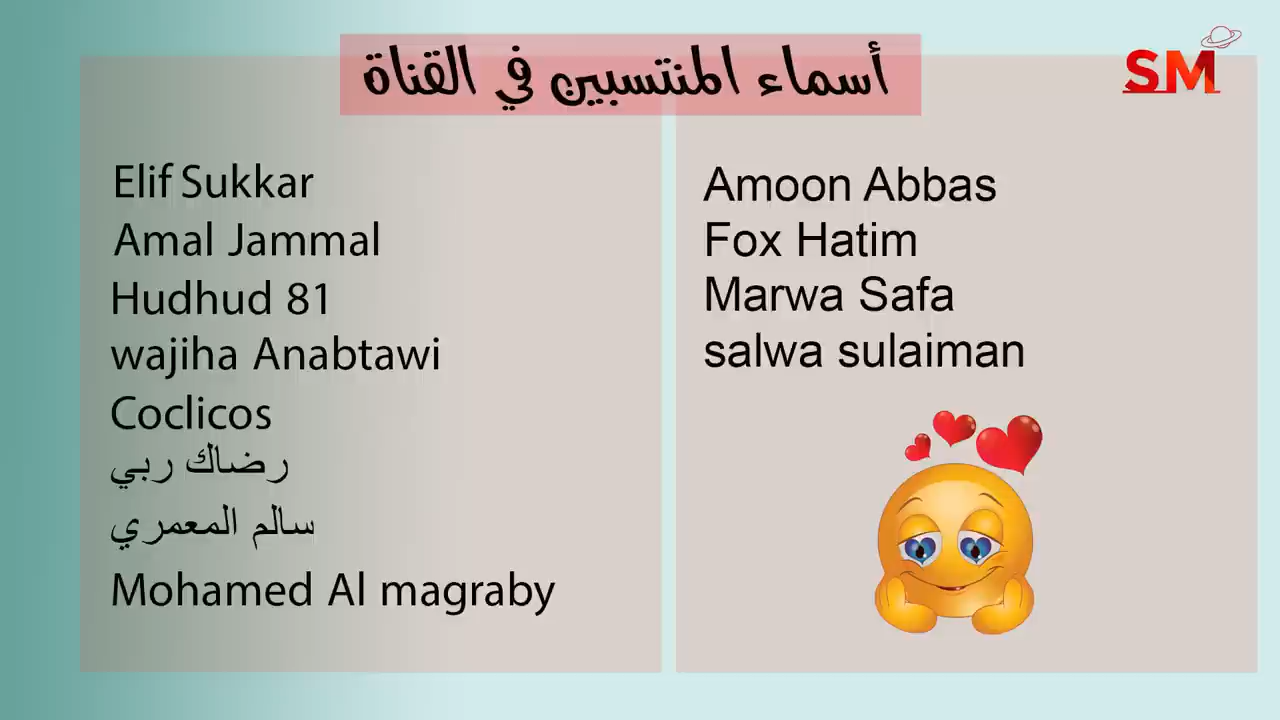 أسماء المنتسبين في القناة
SM
Elif Sukkar
Amal Jammal
Hudhud 81
wajiha Anabtawi
Coclicos
رضاك ربي
سالم المعمري
Mohamed Al magraby
Amoon Abbas
Fox Hatim
Marwa Safa
salwa sulaiman